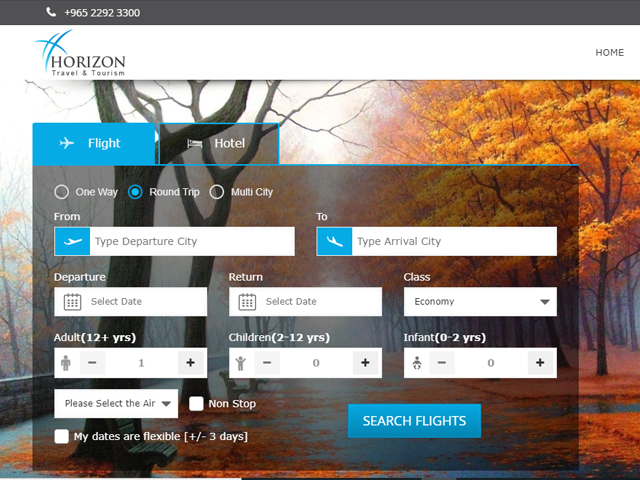 +965 2292 3300
HORIZON
Travel & Tourism
HOME
Flight
Hotel
One Way Round Trip Multi City
From To
Type Departure City Type Arrival City
Departure Return Class
Select Date Select Date Economy
Adult(12+ yrs) Children(2-12 yrs) Infant(0-2 yrs)
− 1 + − 0 + − 0 +
Please Select the Air Non Stop
SEARCH FLIGHTS
My dates are flexible [+/- 3 days]